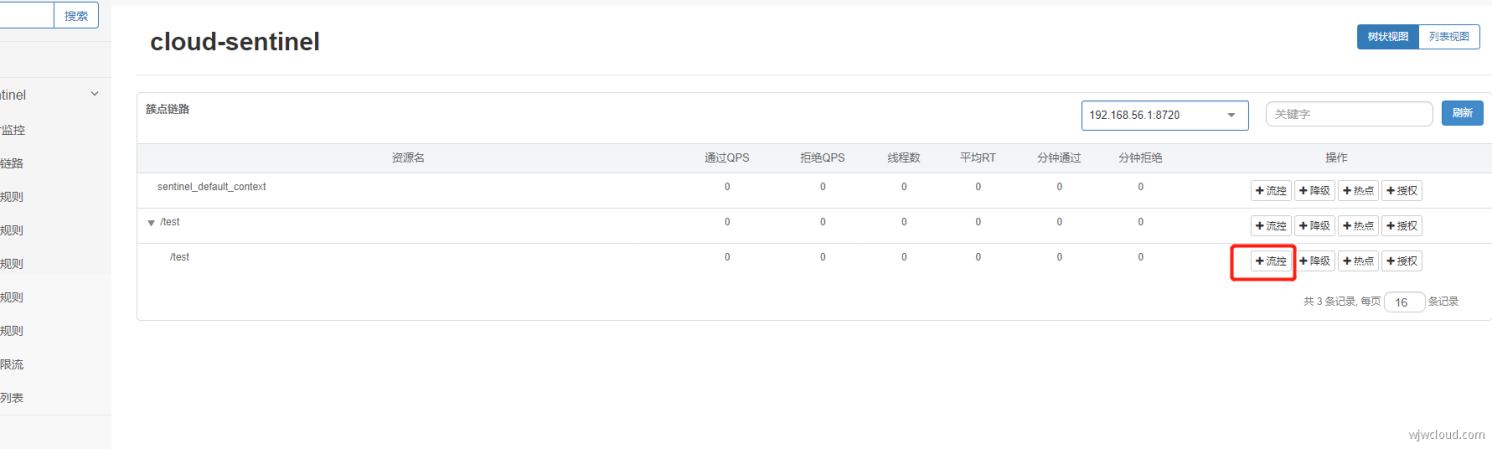 搜索
cloud-sentinel
树状视图 列表视图
tinel
监控
链路
规则
规则
规则
规则
规则
限流
列表
簇点链路 192.168.56.1:8720 关键字 刷新
资源名 通过QPS 拒绝QPS 线程数 平均RT 分钟通过 分钟拒绝 操作
sentinel_default_context 0 0 0 0 0 0 +流控 +降级 +热点 +授权
/test 0 0 0 0 0 0 +流控 +降级 +热点 +授权
/test 0 0 0 0 0 0 +流控 +降级 +热点 +授权
共 3 条记录, 每页 16 条记录
wjwcloud.com